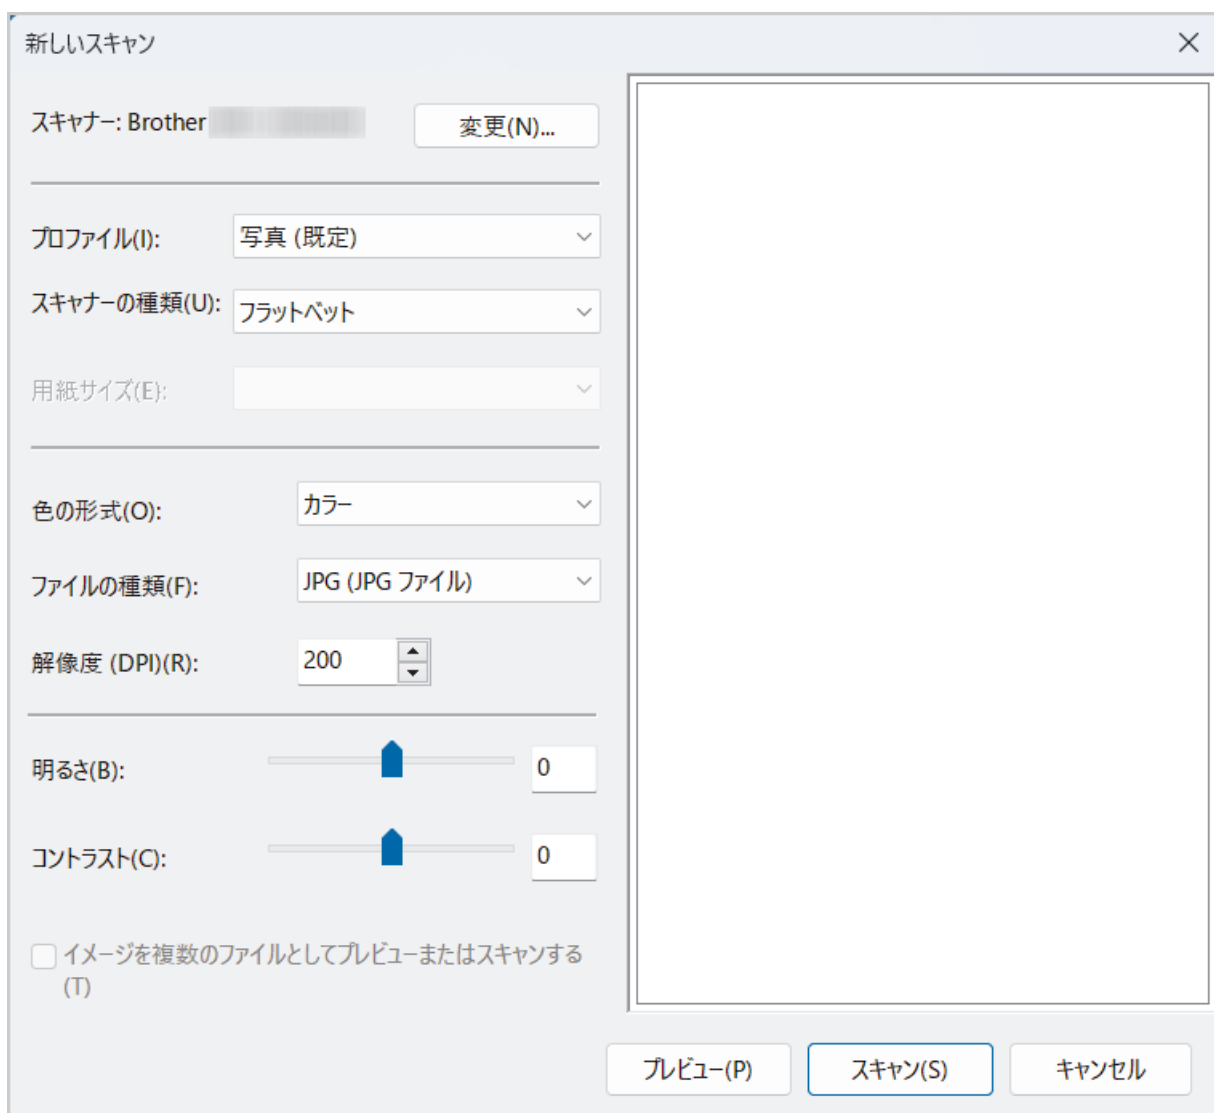 新しいスキャン
スキャナー: Brother
変更(N)...
プロファイル(I):
写真 (既定)
スキャナーの種類(U):
フラットベット
用紙サイズ(E):
色の形式(O):
カラー
ファイルの種類(F):
JPG (JPG ファイル)
解像度 (DPI)(R):
200
明るさ(B):
0
コントラスト(C):
0
イメージを複数のファイルとしてプレビューまたはスキャンする
(T)
プレビュー(P)
スキャン(S)
キャンセル